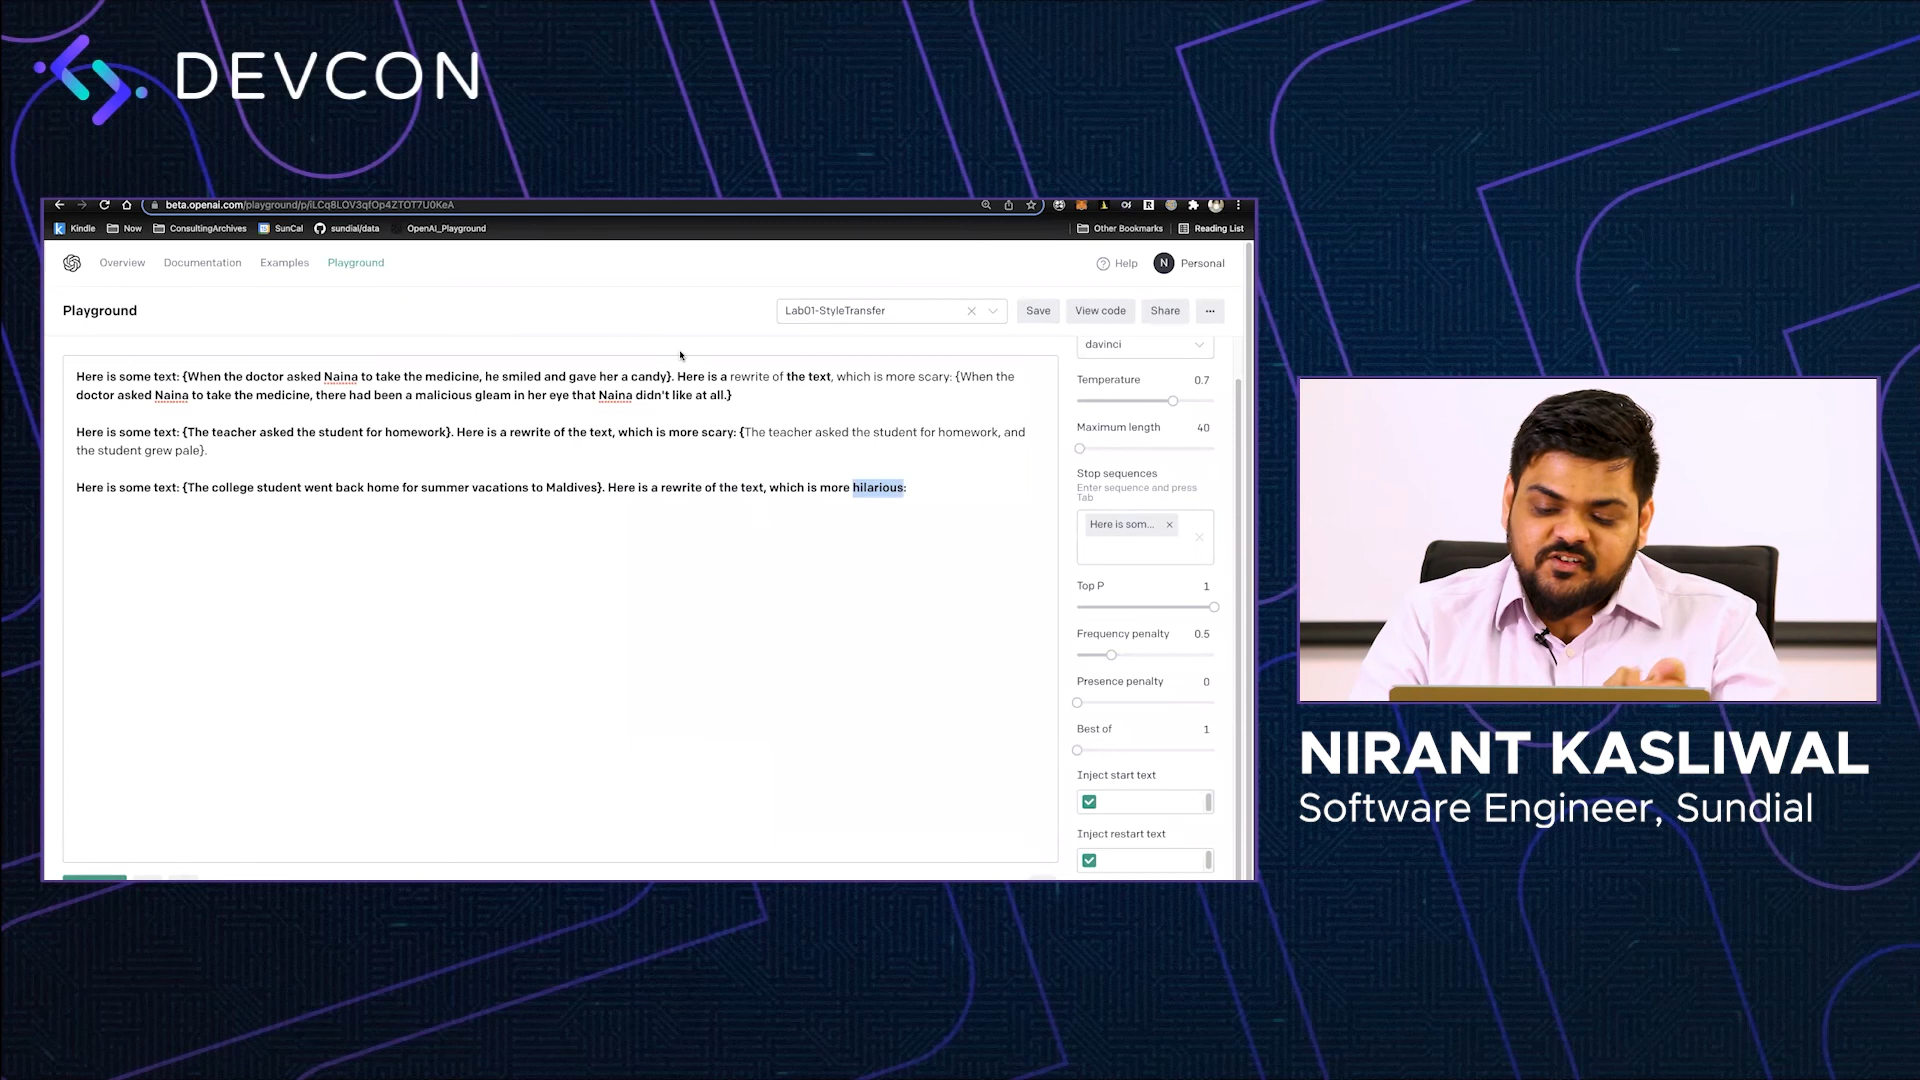 DEVCON
beta.openai.com/playground/p/iLCq8LOV3qfOp4ZTOT7U0KeA
Kindle Now ConsultingArchives SunCal sundial/data OpenAI_Playground Other Bookmarks Reading List
Overview Documentation Examples Playground Help N Personal
Playground Lab01-StyleTransfer Save View code Share ...
Here is some text: {When the doctor asked Naina to take the medicine, he smiled and gave her a candy}. Here is a rewrite of the text, which is more scary: {When the
doctor asked Naina to take the medicine, there had been a malicious gleam in her eye that Naina didn't like at all.}
Here is some text: {The teacher asked the student for homework}. Here is a rewrite of the text, which is more scary: {The teacher asked the student for homework, and
the student grew pale}.
Here is some text: {The college student went back home for summer vacations to Maldives}. Here is a rewrite of the text, which is more hilarious:
davinci
Temperature 0.7
Maximum length 40
Stop sequences
Enter sequence and press
Tab
Here is som... ×
Top P 1
Frequency penalty 0.5
Presence penalty 0
Best of 1
Inject start text
Inject restart text
NIRANT KASLIWAL
Software Engineer, Sundial